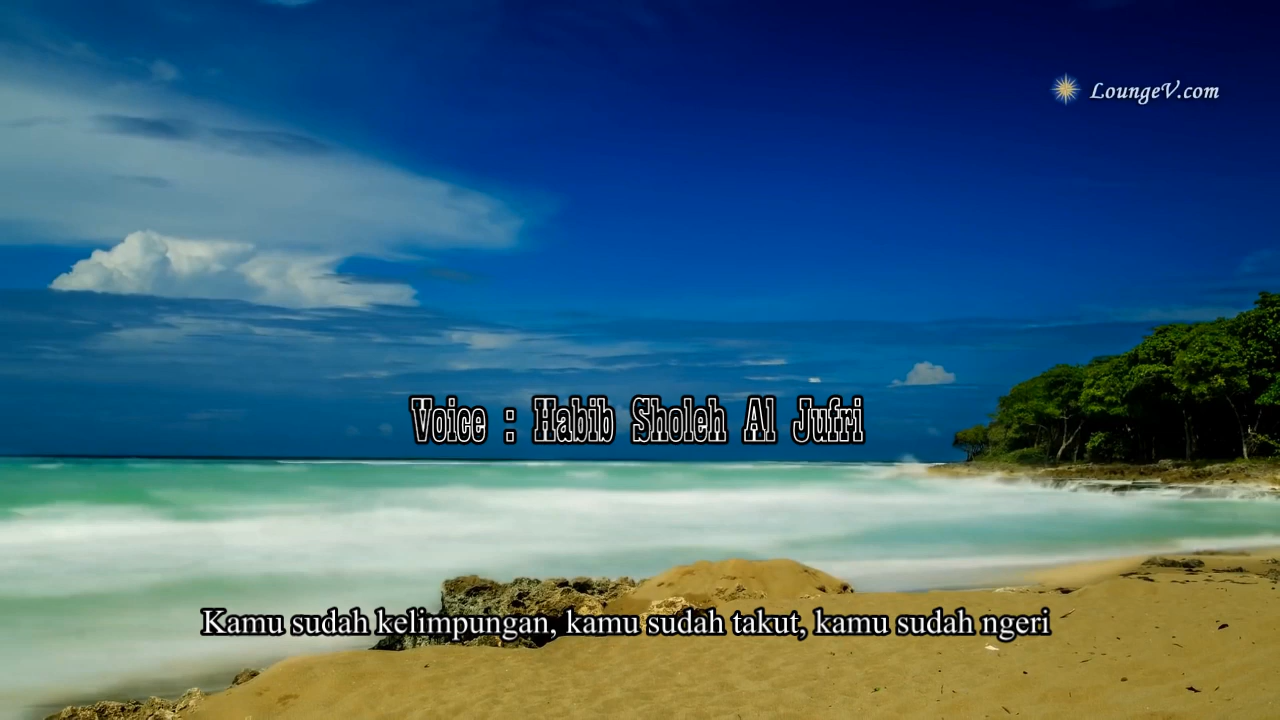 LoungeV.com
Voice : Habib Sholeh Al Jufri
Kamu sudah kelimpungan, kamu sudah takut, kamu sudah ngeri